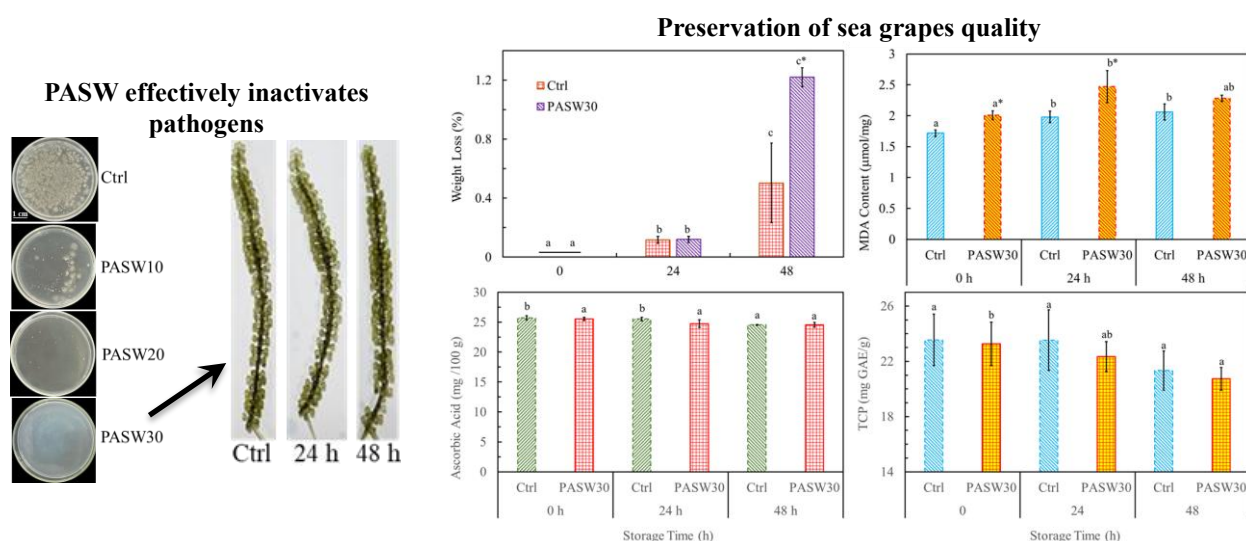 Preservation of sea grapes quality
PASW effectively inactivates
pathogens
Ctrl
1 cm
PASW10
PASW20
PASW30
Ctrl 24 h 48 h
Weight Loss (%)
1.2
0.8
0.4
0
Ctrl
PASW30
a a
b b
c
c*
0 24 48
MDA Content (µmol/mg)
3
2.5
2
1.5
1
0.5
0
a a* b b* b ab
Ctrl PASW30 Ctrl PASW30 Ctrl PASW30
0 h 24 h 48 h
Ascorbic Acid (mg /100 g)
30
25
20
15
10
5
0
b a b a a a
Ctrl PASW30 Ctrl PASW30 Ctrl PASW30
0 h 24 h 48 h
Storage Time (h)
TCP (mg GAE/g)
26
22
18
14
a b a ab a a
Ctrl PASW30 Ctrl PASW30 Ctrl PASW30
0 24 48
Storage Time (h)